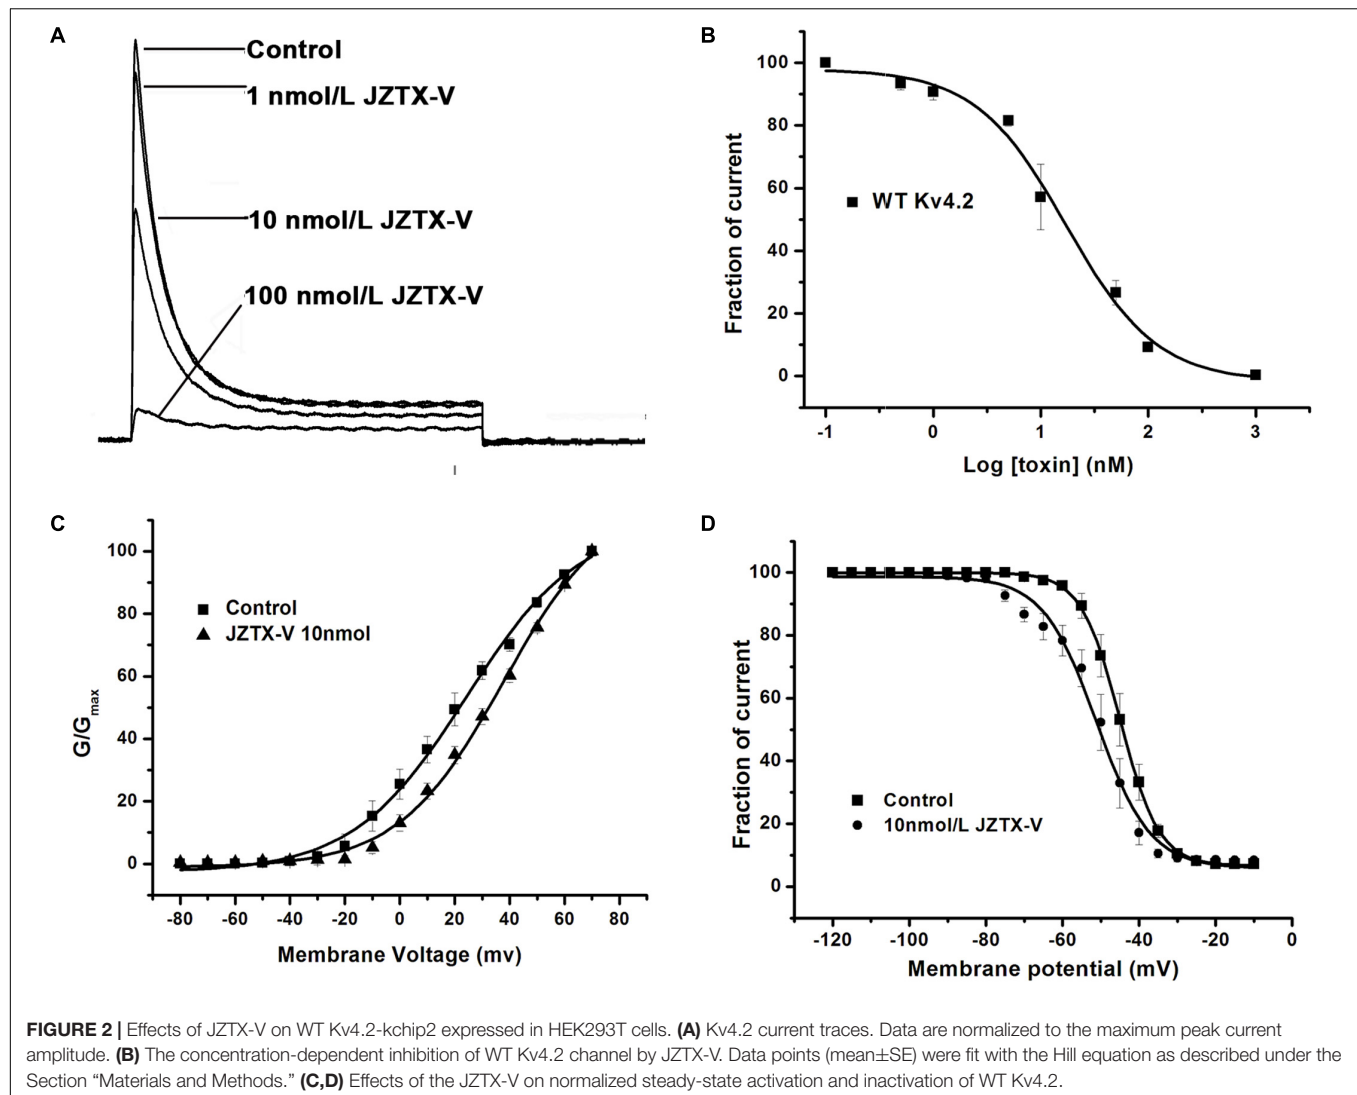 A
Control
1 nmol/L JZTX-V
10 nmol/L JZTX-V
100 nmol/L JZTX-V
B
100
80
60
40
20
0
-1
0
1
2
3
Fraction of current
WT Kv4.2
Log [toxin] (nM)
C
100
80
60
40
20
0
-80
-60
-40
-20
0
20
40
60
80
G/Gmax
Control
JZTX-V 10nmol
Membrane Voltage (mv)
D
100
80
60
40
20
0
-120
-100
-80
-60
-40
-20
0
Fraction of current
Control
10nmol/L JZTX-V
Membrane potential (mV)
FIGURE 2 | Effects of JZTX-V on WT Kv4.2-kchip2 expressed in HEK293T cells. (A) Kv4.2 current traces. Data are normalized to the maximum peak current
amplitude. (B) The concentration-dependent inhibition of WT Kv4.2 channel by JZTX-V. Data points (mean±SE) were fit with the Hill equation as described under the
Section “Materials and Methods.” (C,D) Effects of the JZTX-V on normalized steady-state activation and inactivation of WT Kv4.2.